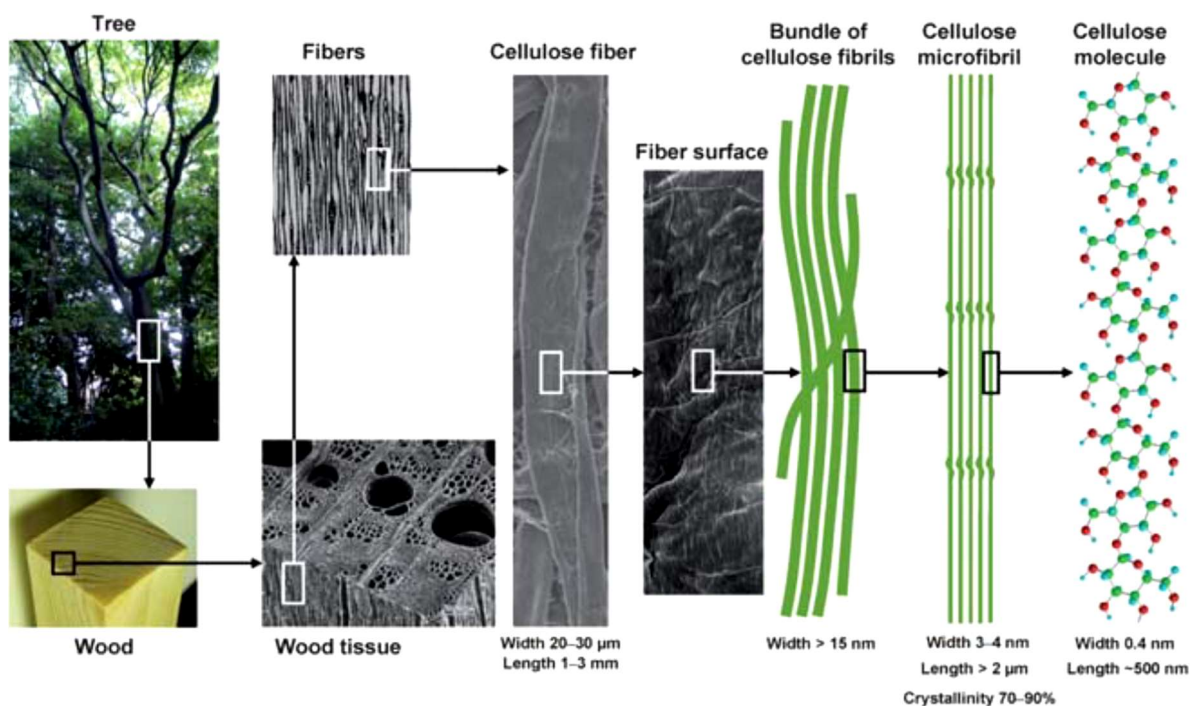 Tree
Fibers
Cellulose fiber
Fiber surface
Bundle of
cellulose fibrils
Cellulose
microfibril
Cellulose
molecule
Wood
Wood tissue
Width 20–30 μm
Length 1–3 mm
Width > 15 nm
Width 3–4 nm
Length > 2 μm
Crystallinity 70–90%
Width 0.4 nm
Length ~500 nm